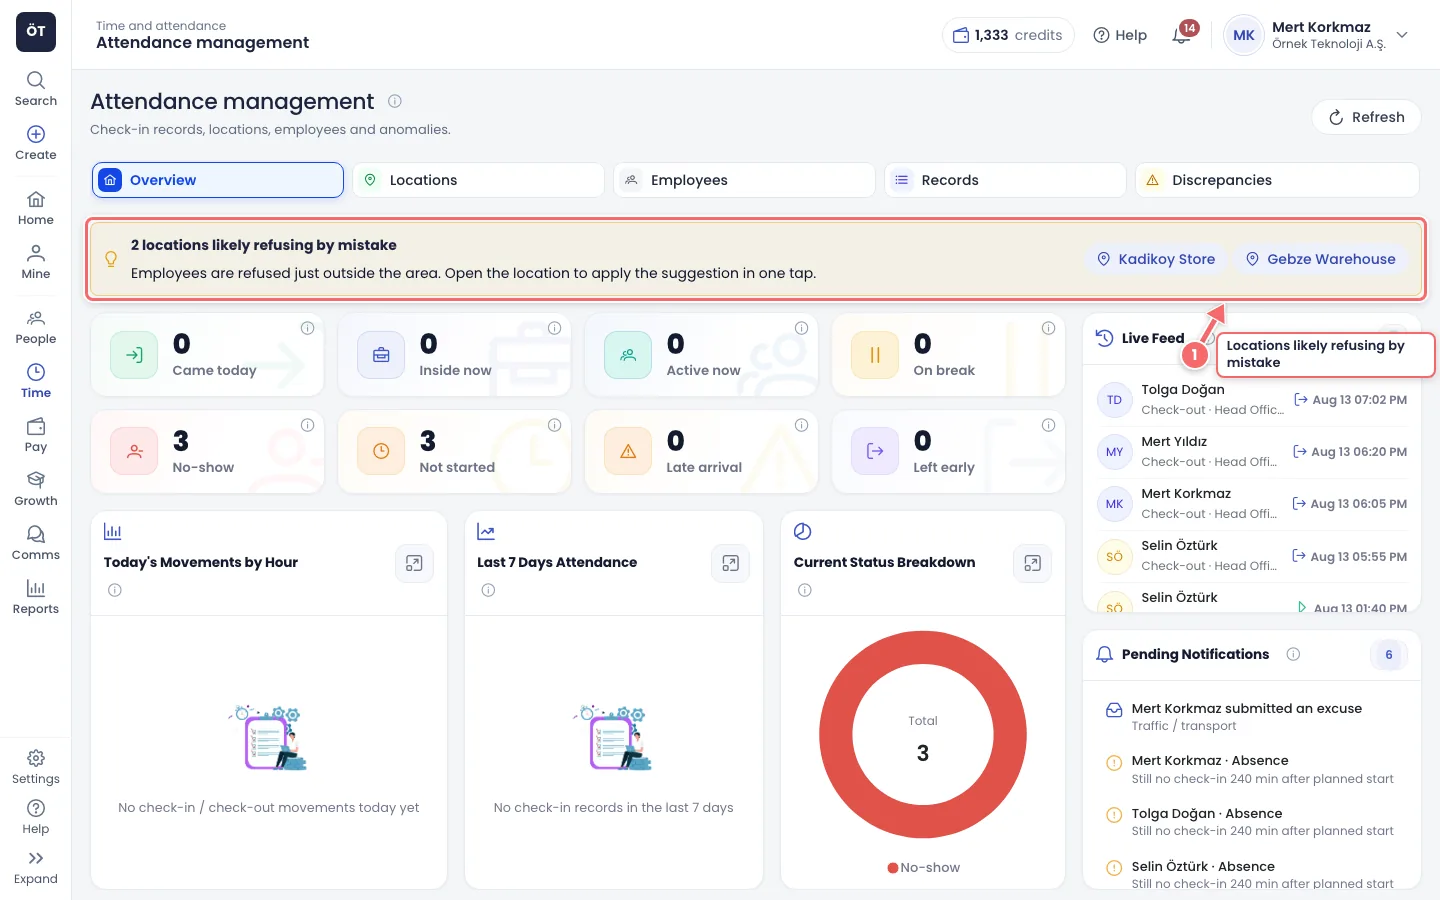 ÖT
Search
Create
Home
Mine
People
Time
Pay
Growth
Comms
Reports
Settings
Help
Expand
Time and attendance
Attendance management
1,333 credits
Help
14
MK
Mert Korkmaz
Örnek Teknoloji A.Ş.
Attendance management
Check-in records, locations, employees and anomalies.
Refresh
Overview
Locations
Employees
Records
Discrepancies
2 locations likely refusing by mistake
Employees are refused just outside the area. Open the location to apply the suggestion in one tap.
Kadikoy Store
Gebze Warehouse
0
Came today
0
Inside now
0
Active now
0
On break
3
No-show
3
Not started
0
Late arrival
0
Left early
Live Feed
1
Locations likely refusing by
mistake
TD
Tolga Doğan
Check-out · Head Offic...
Aug 13 07:02 PM
MY
Mert Yıldız
Check-out · Head Offi...
Aug 13 06:20 PM
MK
Mert Korkmaz
Check-out · Head Offi...
Aug 13 06:05 PM
SÖ
Selin Öztürk
Check-out · Head Offi...
Aug 13 05:55 PM
SÖ
Selin Öztürk
Aug 13 01:40 PM
Today's Movements by Hour
No check-in / check-out movements today yet
Last 7 Days Attendance
No check-in records in the last 7 days
Current Status Breakdown
Total
3
No-show
Pending Notifications
6
Mert Korkmaz submitted an excuse
Traffic / transport
Mert Korkmaz · Absence
Still no check-in 240 min after planned start
Tolga Doğan · Absence
Still no check-in 240 min after planned start
Selin Öztürk · Absence
Still no check-in 240 min after planned start